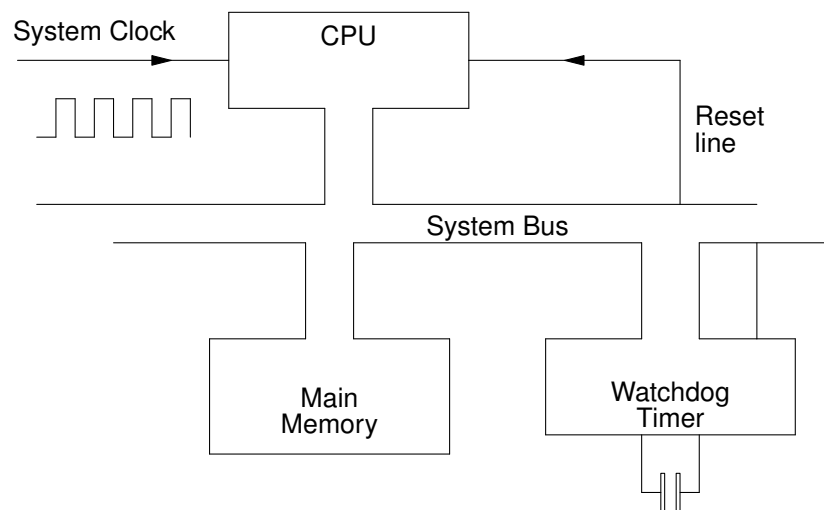 System Clock
CPU
Reset
line
System Bus
Main
Memory
Watchdog
Timer